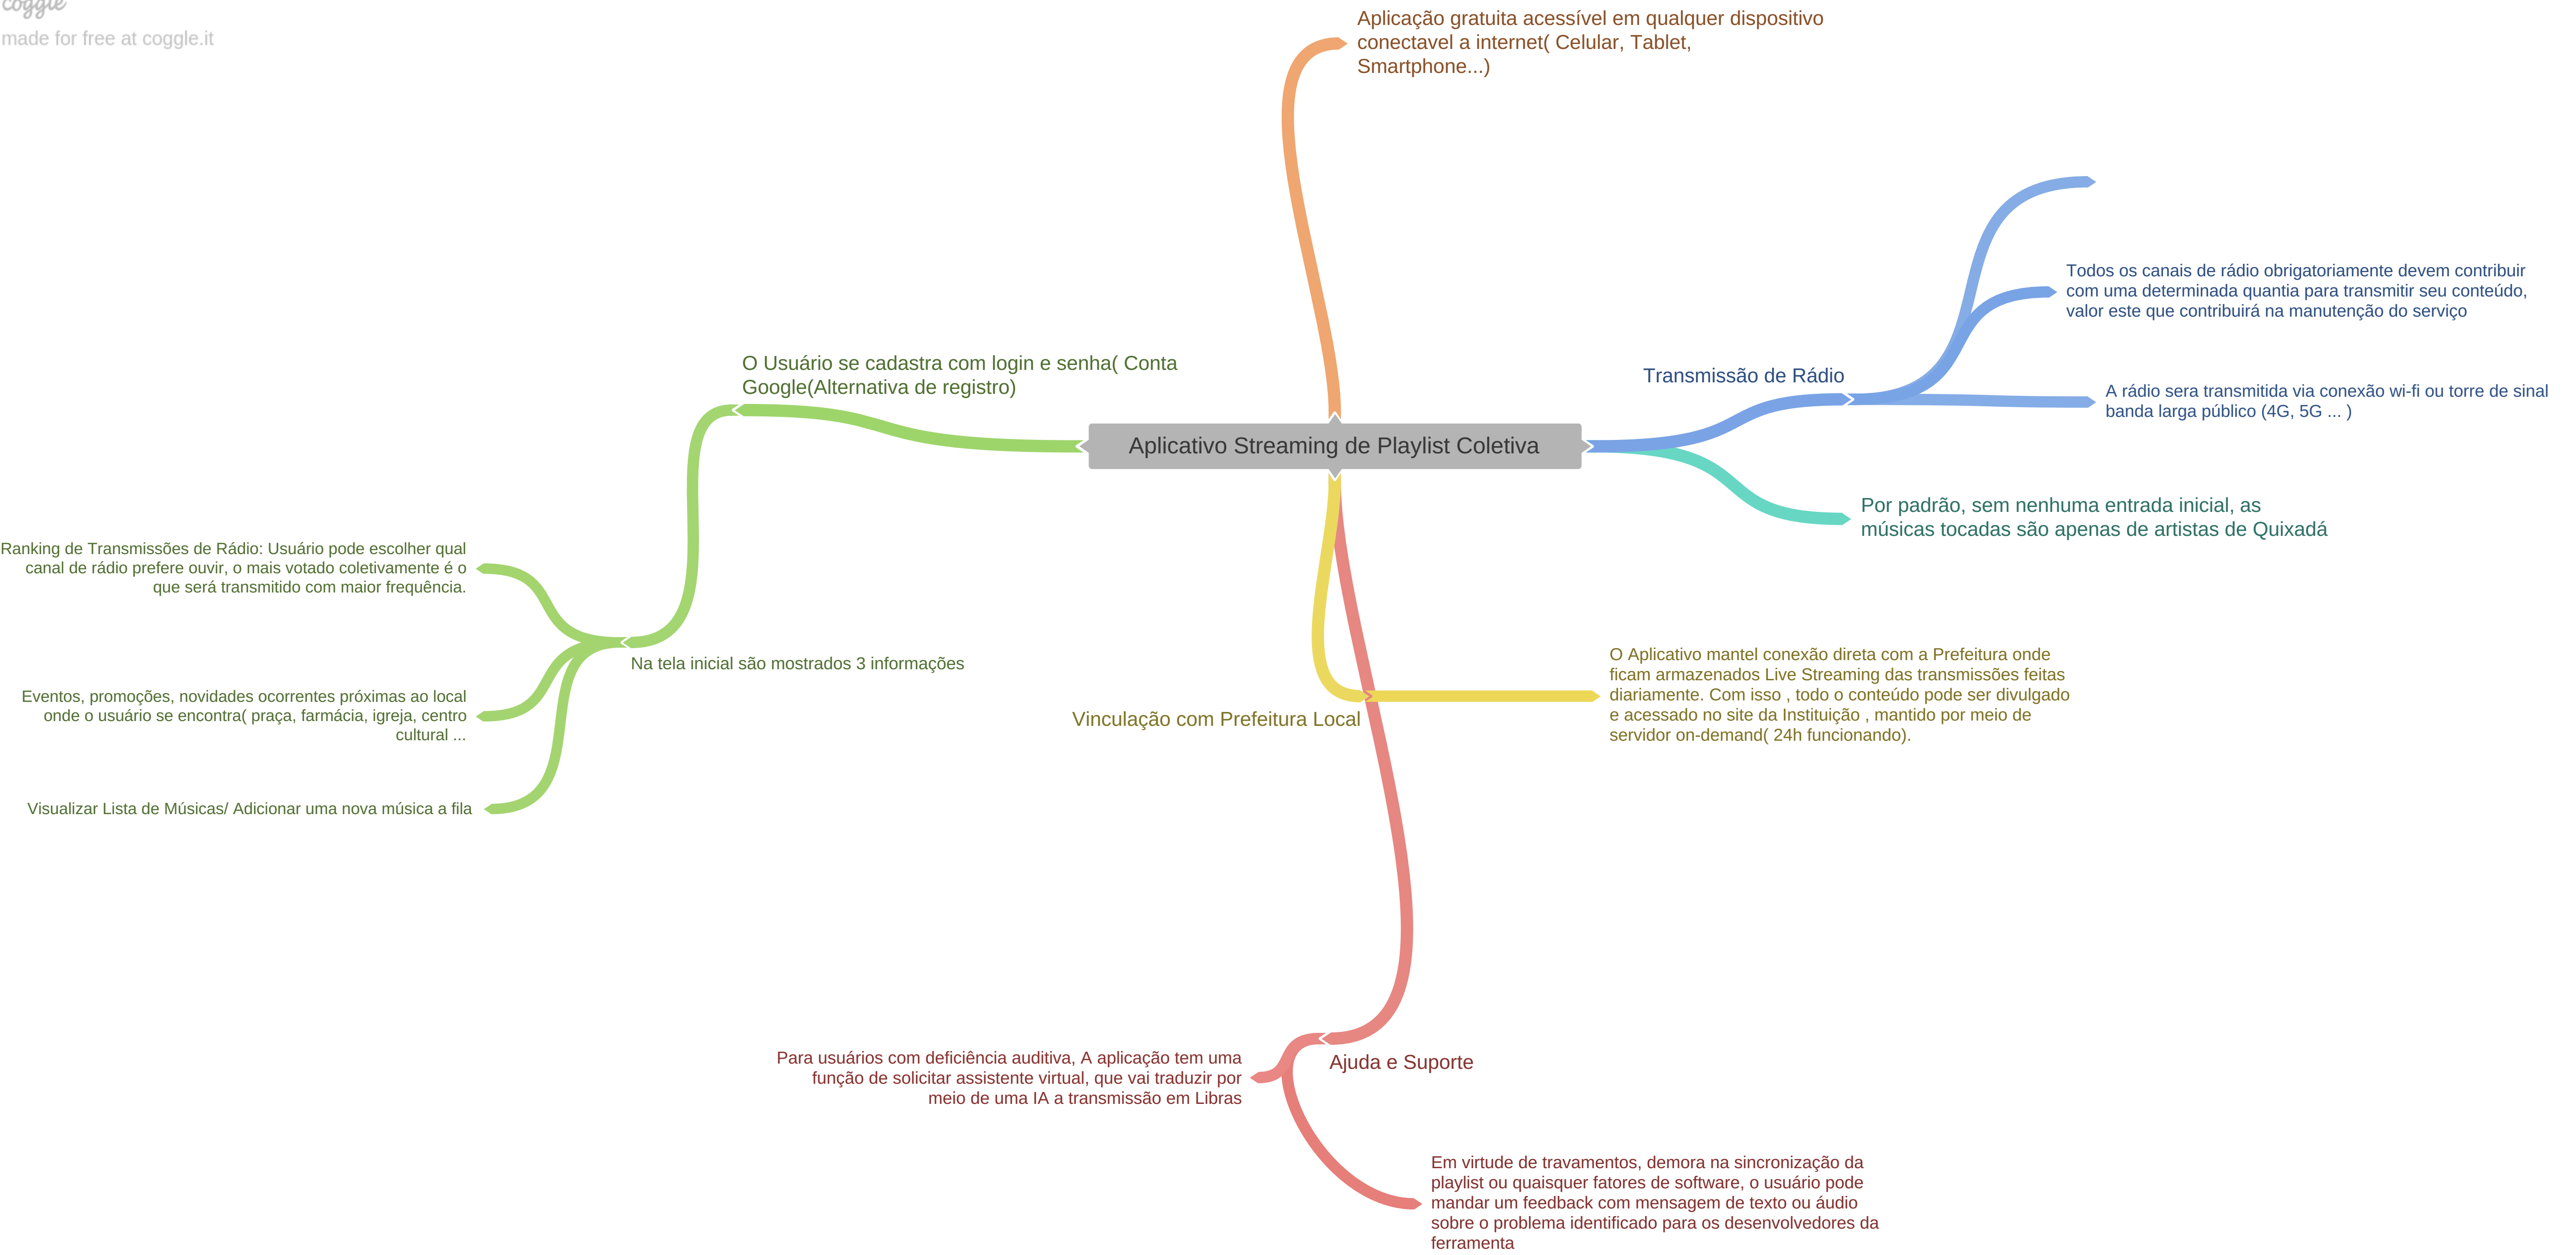 coggle
made for free at coggle.it
Aplicação gratuita acessível em qualquer dispositivo
conectavel a internet( Celular, Tablet,
Smartphone...)
Todos os canais de rádio obrigatoriamente devem contribuir
com uma determinada quantia para transmitir seu conteúdo,
valor este que contribuirá na manutenção do serviço
Transmissão de Rádio
A rádio sera transmitida via conexão wi-fi ou torre de sinal
banda larga público (4G, 5G ... )
O Usuário se cadastra com login e senha( Conta
Google(Alternativa de registro)
Aplicativo Streaming de Playlist Coletiva
Por padrão, sem nenhuma entrada inicial, as
músicas tocadas são apenas de artistas de Quixadá
Ranking de Transmissões de Rádio: Usuário pode escolher qual
canal de rádio prefere ouvir, o mais votado coletivamente é o
que será transmitido com maior frequência.
Na tela inicial são mostrados 3 informações
Eventos, promoções, novidades ocorrentes próximas ao local
onde o usuário se encontra( praça, farmácia, igreja, centro
cultural ...
Visualizar Lista de Músicas/ Adicionar uma nova música a fila
Vinculação com Prefeitura Local
O Aplicativo mantel conexão direta com a Prefeitura onde
ficam armazenados Live Streaming das transmissões feitas
diariamente. Com isso , todo o conteúdo pode ser divulgado
e acessado no site da Instituição , mantido por meio de
servidor on-demand( 24h funcionando).
Ajuda e Suporte
Para usuários com deficiência auditiva, A aplicação tem uma
função de solicitar assistente virtual, que vai traduzir por
meio de uma IA a transmissão em Libras
Em virtude de travamentos, demora na sincronização da
playlist ou quaisquer fatores de software, o usuário pode
mandar um feedback com mensagem de texto ou áudio
sobre o problema identificado para os desenvolvedores da
ferramenta